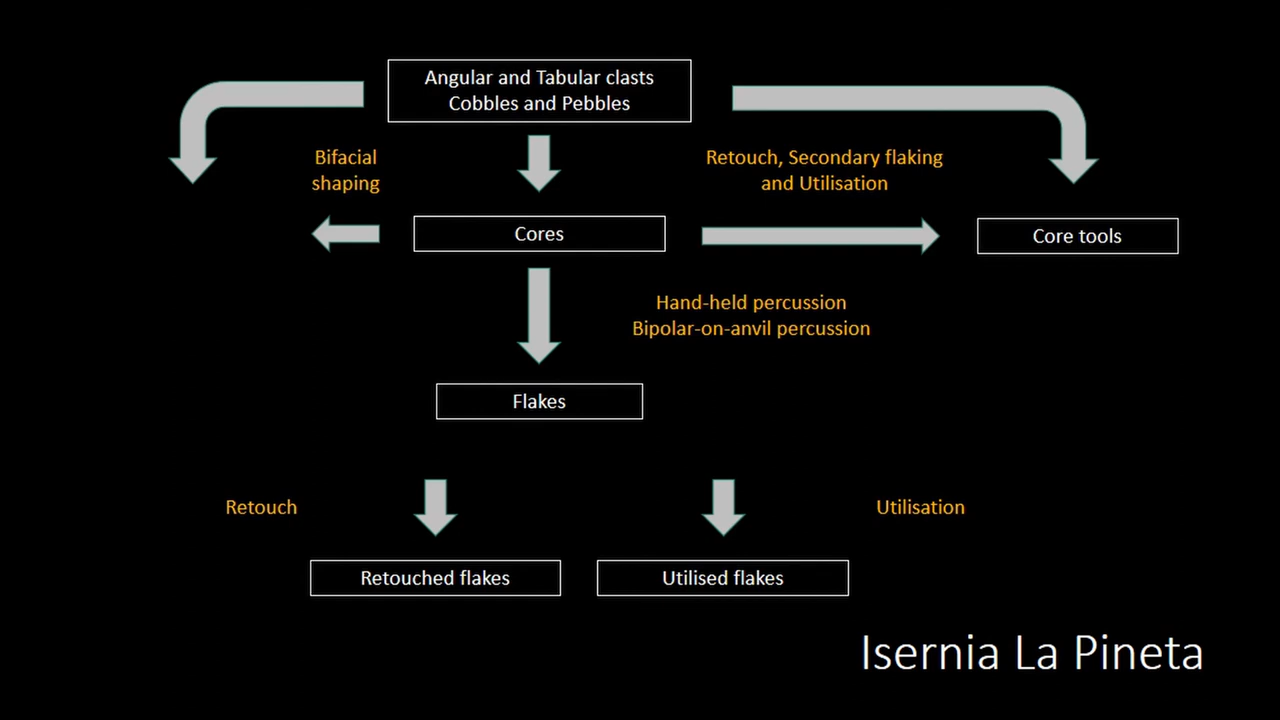 Angular and Tabular clasts
Cobbles and Pebbles
Bifacial
shaping
Retouch, Secondary flaking
and Utilisation
Cores
Core tools
Hand-held percussion
Bipolar-on-anvil percussion
Flakes
Retouch
Utilisation
Retouched flakes
Utilised flakes
Isernia La Pineta